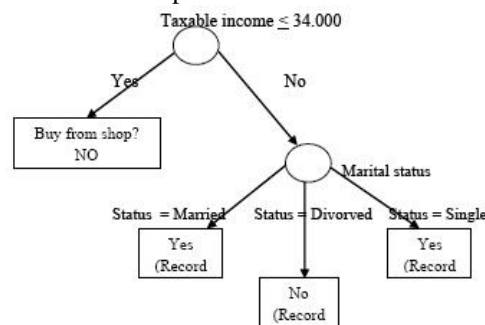 Taxable income ≤ 34.000
Yes
No
Buy from shop?
NO
Marital status
Status = Married
Status = Divorved
Status = Single
Yes
(Record
No
(Record
Yes
(Record